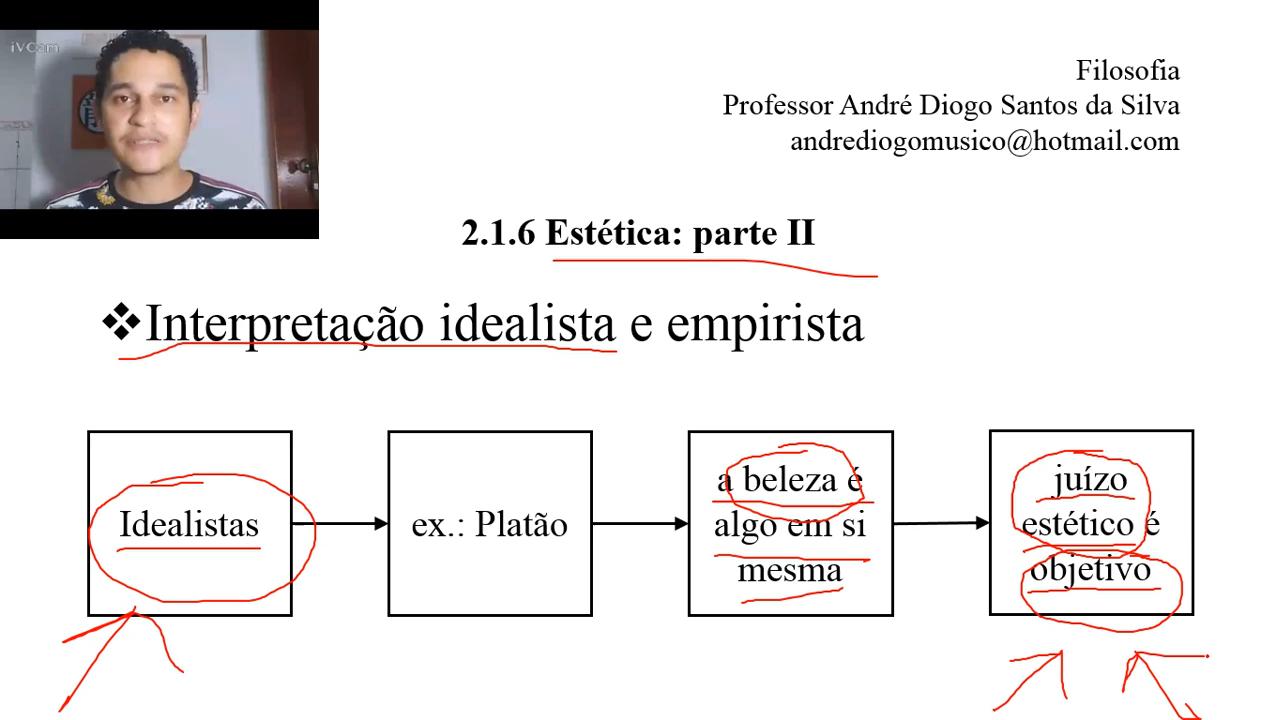 iVCam
Filosofia
Professor André Diogo Santos da Silva
andrediogomusico@hotmail.com
2.1.6 Estética: parte II
❖Interpretação idealista e empirista
Idealistas
ex.: Platão
a beleza é
algo em si
mesma
juízo
estético é
objetivo